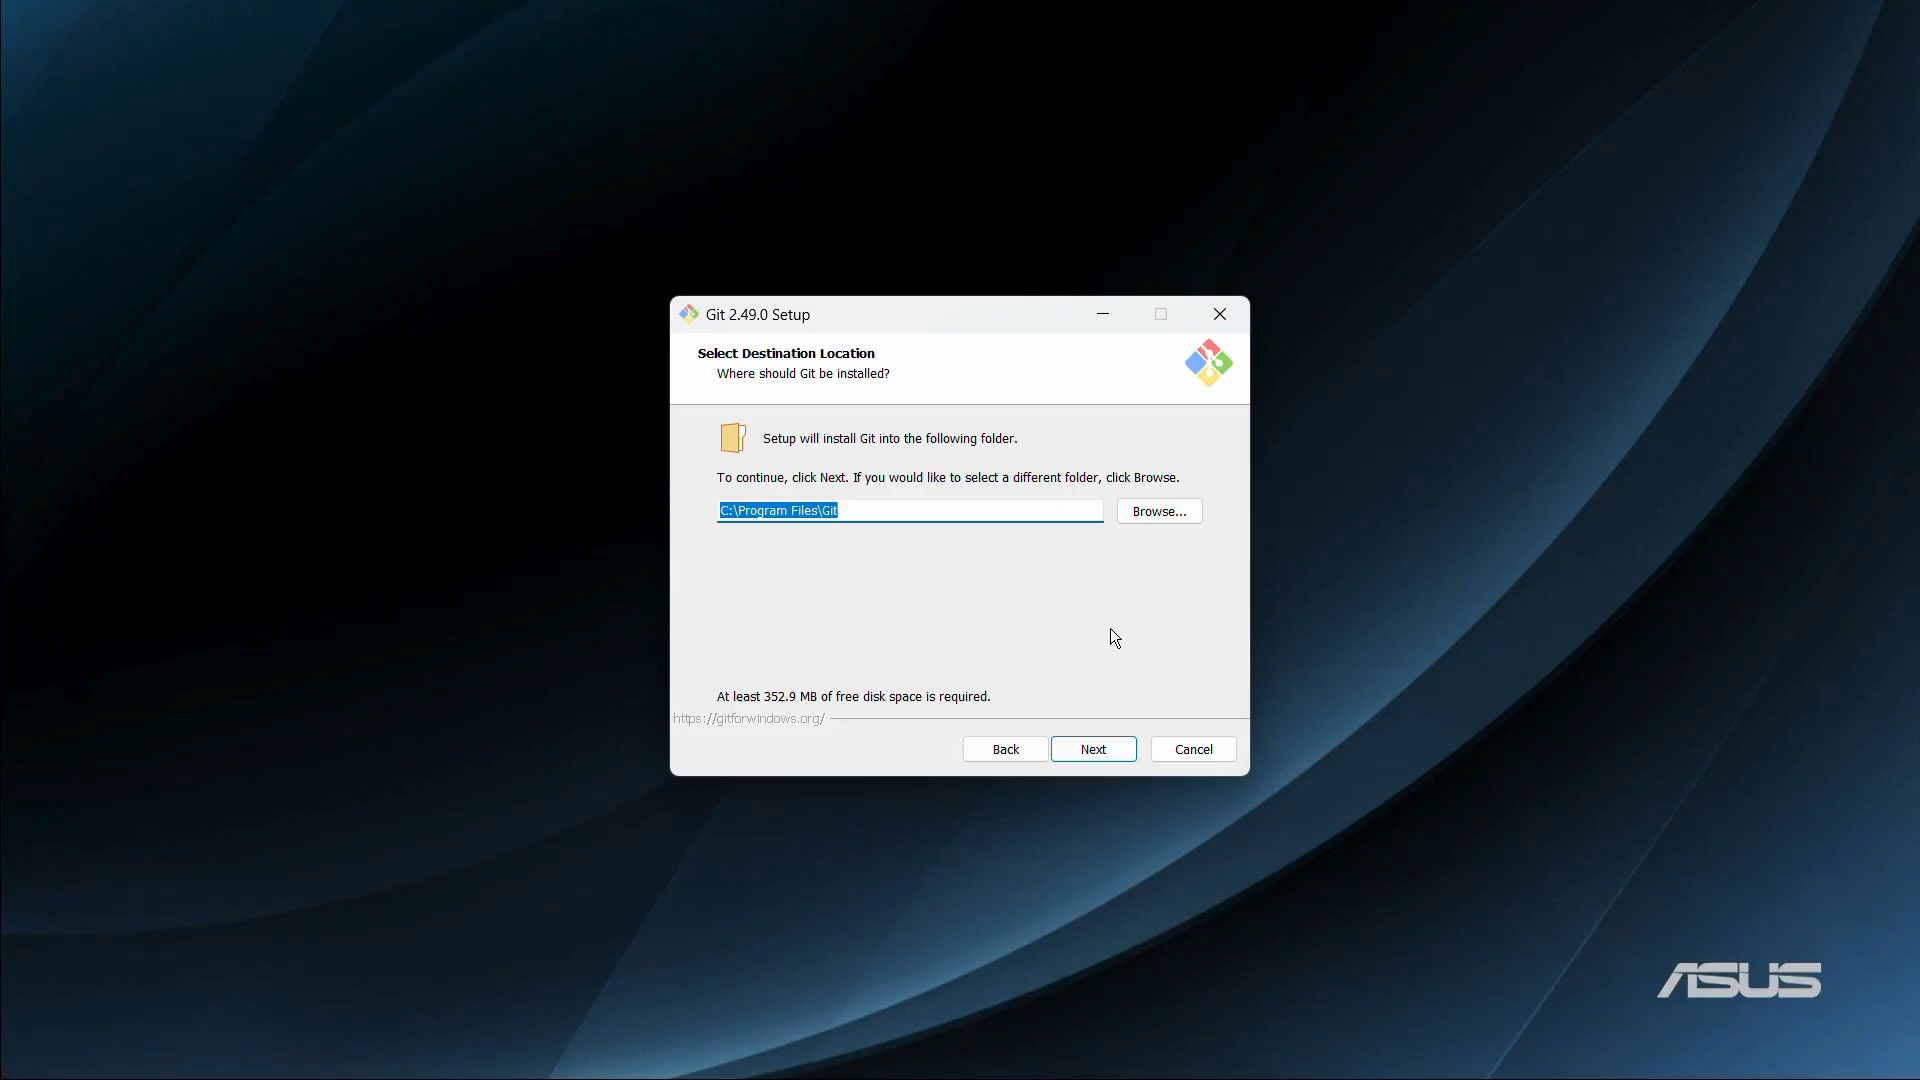 Git 2.49.0 Setup
Select Destination Location
Where should Git be installed?
Setup will install Git into the following folder.
To continue, click Next. If you would like to select a different folder, click Browse.
C:\Program Files\Git
Browse...
At least 352.9 MB of free disk space is required.
https://gitforwindows.org/
Back
Next
Cancel
ASUS